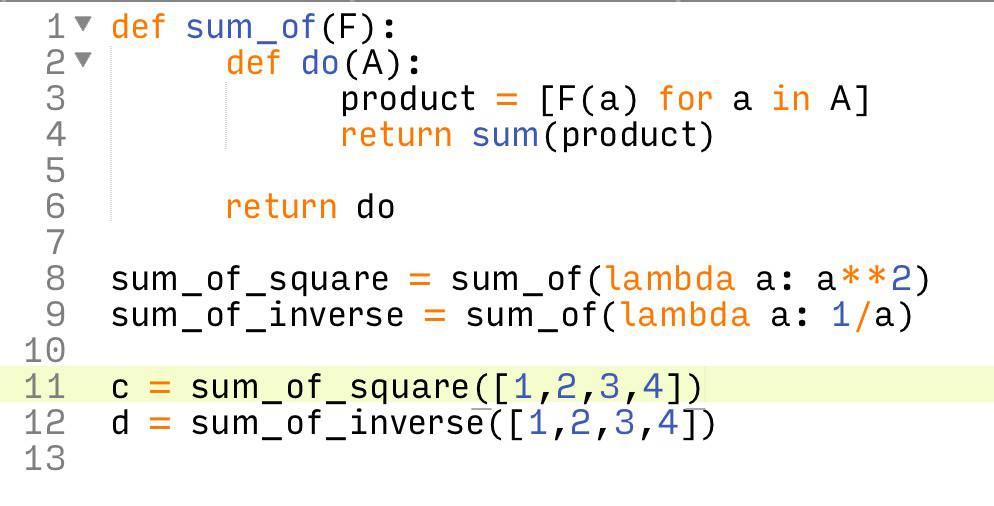 1 def sum_of(F):
2 def do(A):
3 product = [F(a) for a in A]
4 return sum(product)
5
6 return do
7
8 sum_of_square = sum_of(lambda a: a**2)
9 sum_of_inverse = sum_of(lambda a: 1/a)
10
11 c = sum_of_square([1,2,3,4])
12 d = sum_of_inverse([1,2,3,4])
13